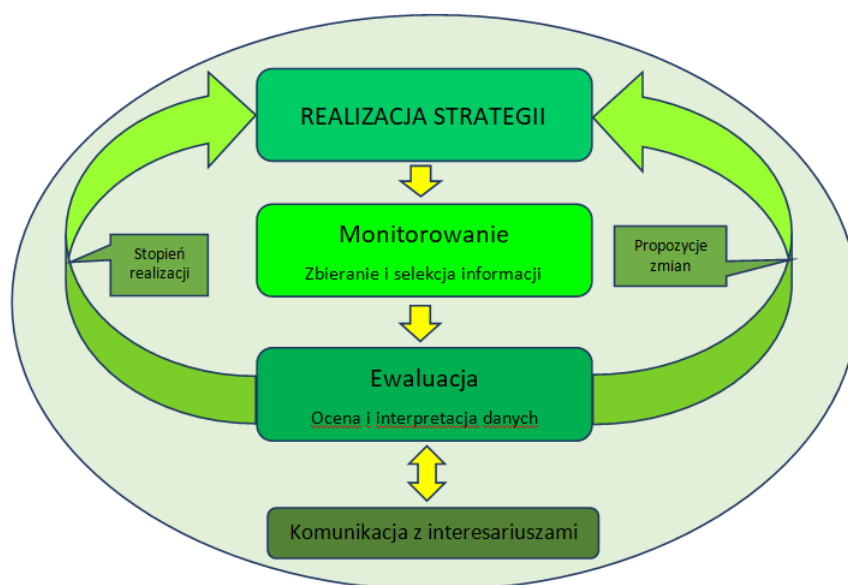 REALIZACJA STRATEGII
Monitorowanie
Zbieranie i selekcja informacji
Stopień
realizacji
Propozycje
zmian
Ewaluacja
Ocena i interpretacja danych
Komunikacja z interesariuszami